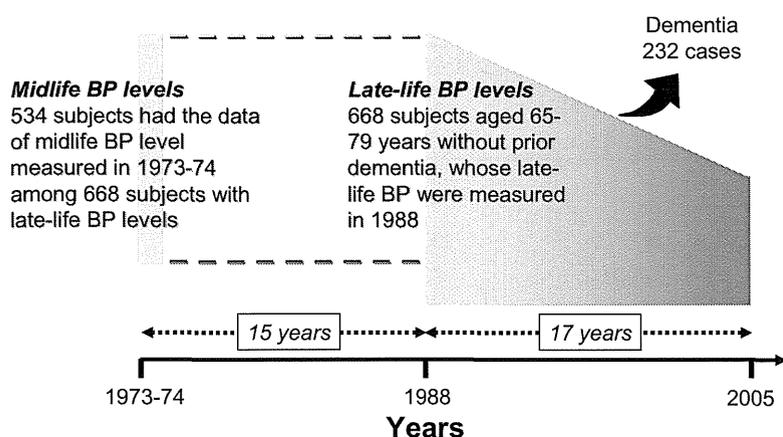 Dementia
232 cases
Midlife BP levels
534 subjects had the data
of midlife BP level
measured in 1973-74
among 668 subjects with
late-life BP levels
Late-life BP levels
668 subjects aged 65-
79 years without prior
dementia, whose late-
life BP were measured
in 1988
15 years
17 years
1973-74
1988
2005
Years